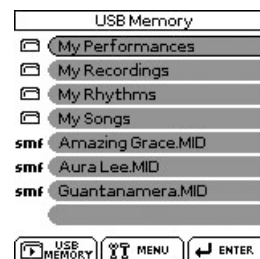 USB Memory
My Performances
My Recordings
My Rhythms
My Songs
smf Amazing Grace.MID
smf Aura Lee.MID
smf Guantanamera.MID
USB MEMORY MENU ENTER